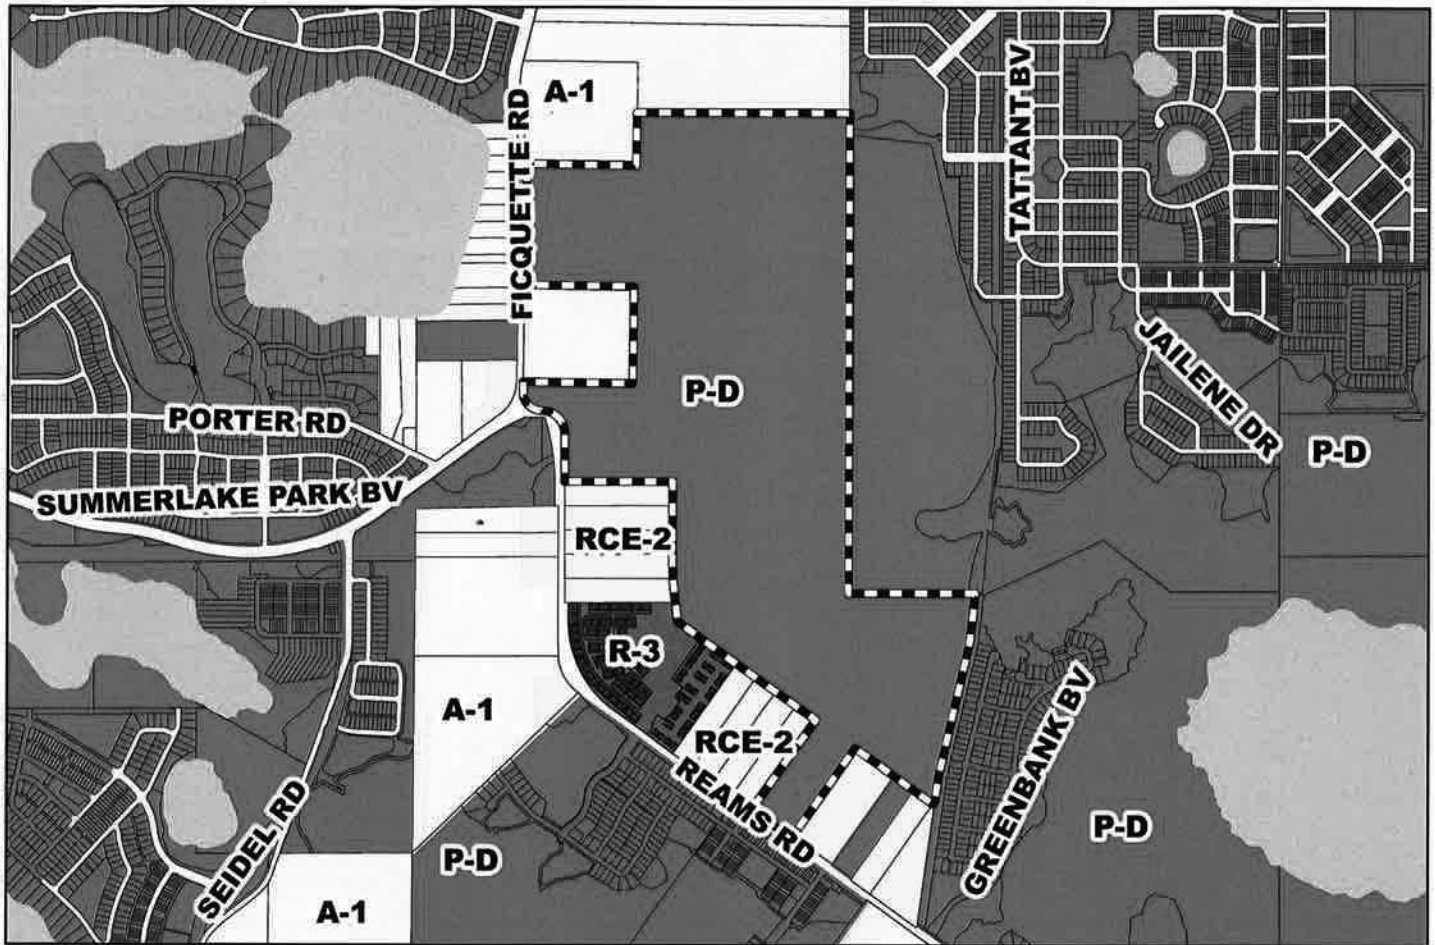 A-1
FICQUETTE RD
TATTANT BV
P-D
JAILENE DR
PORTER RD
P-D
SUMMERLAKE PARK BV
RCE-2
R-3
A-1
RCE-2
REAMS RD
GREENBANK BV
SEIDEL RD
P-D
P-D
A-1